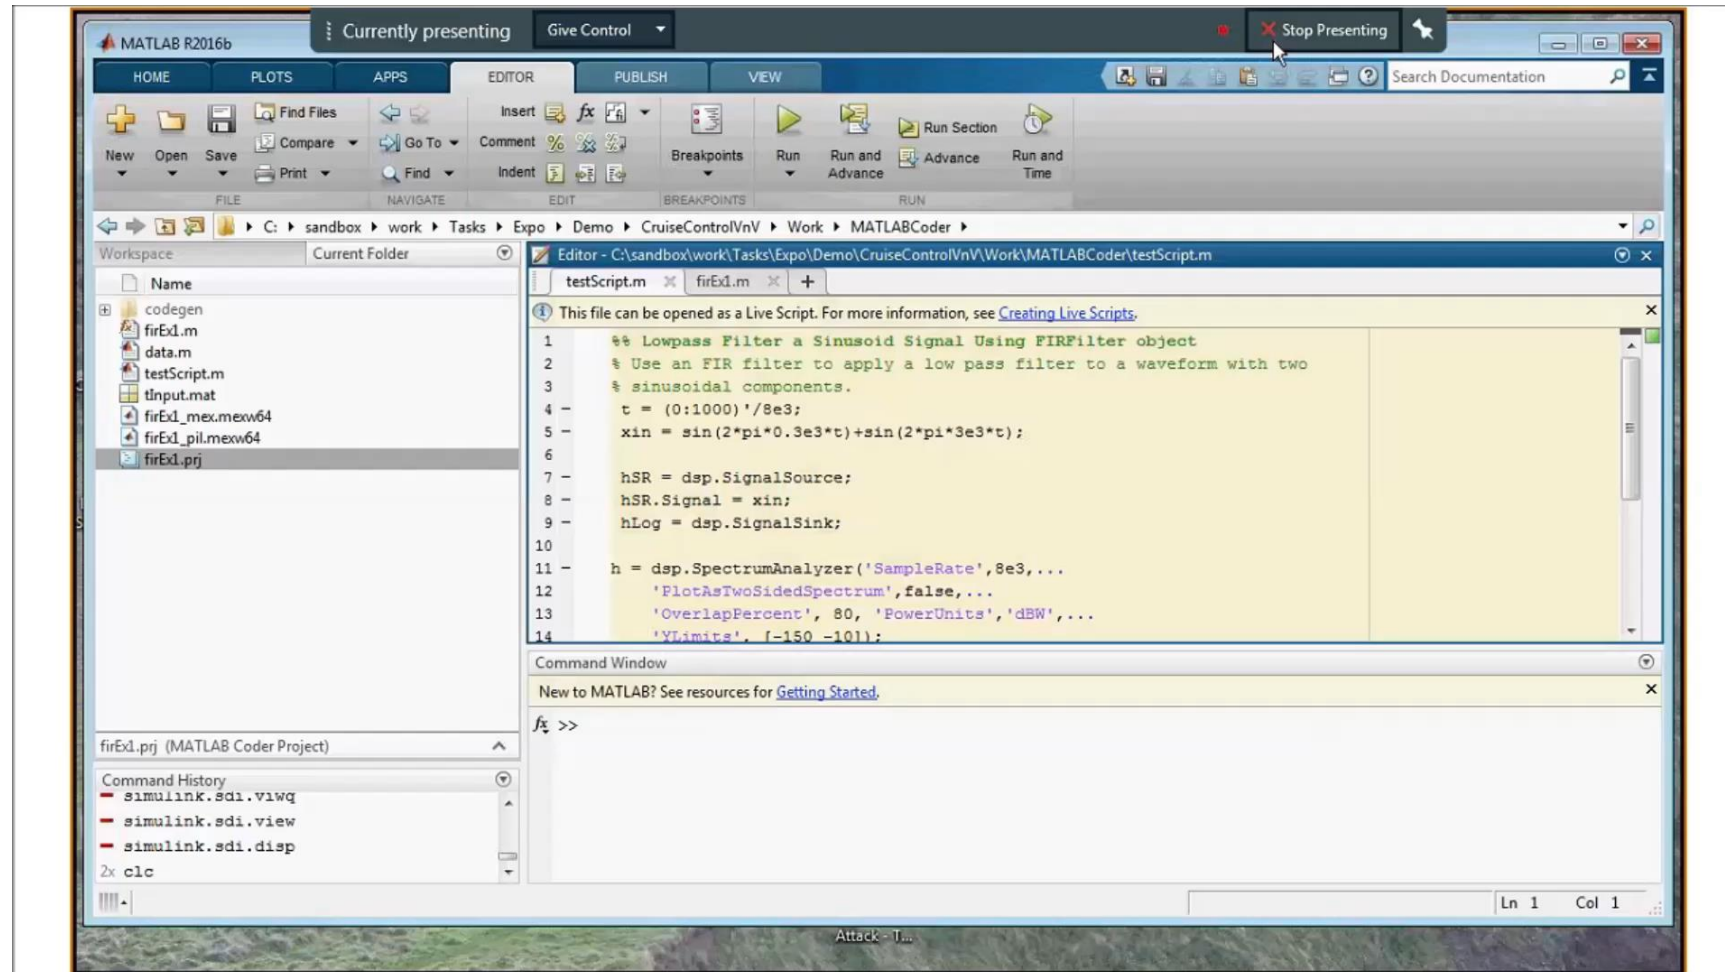 Currently presenting
Give Control
Stop Presenting
MATLAB R2016b
HOME
PLOTS
APPS
EDITOR
PUBLISH
VIEW
Search Documentation
New
Open
Save
Find Files
Compare
Print
FILE
Go To
Find
NAVIGATE
Insert
fx
Comment
Indent
EDIT
Breakpoints
BREAKPOINTS
Run
Run and Advance
Run Section
Advance
Run and Time
RUN
C: sandbox work Tasks Expo Demo CruiseControlVnV Work MATLABCoder
Workspace
Current Folder
Name
codegen
firEx1.m
data.m
testScript.m
tInput.mat
firEx1_mex.mexw64
firEx1_pil.mexw64
firEx1.prj
firEx1.prj (MATLAB Coder Project)
Command History
simulink.sdi.viwq
simulink.sdi.view
simulink.sdi.disp
2x clc
Editor - C:\sandbox\work\Tasks\Expo\Demo\CruiseControlVnV\Work\MATLABCoder\testScript.m
testScript.m
firEx1.m
This file can be opened as a Live Script. For more information, see Creating Live Scripts.
1 %% Lowpass Filter a Sinusoid Signal Using FIRFilter object
2 % Use an FIR filter to apply a low pass filter to a waveform with two
3 % sinusoidal components.
4 – t = (0:1000)'/8e3;
5 – xin = sin(2*pi*0.3e3*t)+sin(2*pi*3e3*t);
6
7 – hSR = dsp.SignalSource;
8 – hSR.Signal = xin;
9 – hLog = dsp.SignalSink;
10
11 – h = dsp.SpectrumAnalyzer('SampleRate',8e3,...
12 'PlotAsTwoSidedSpectrum',false,...
13 'OverlapPercent', 80, 'PowerUnits','dBW',...
14 'YLimits', [-150 -10]);
Command Window
New to MATLAB? See resources for Getting Started.
fx >>
Ln 1 Col 1
Attack - T...